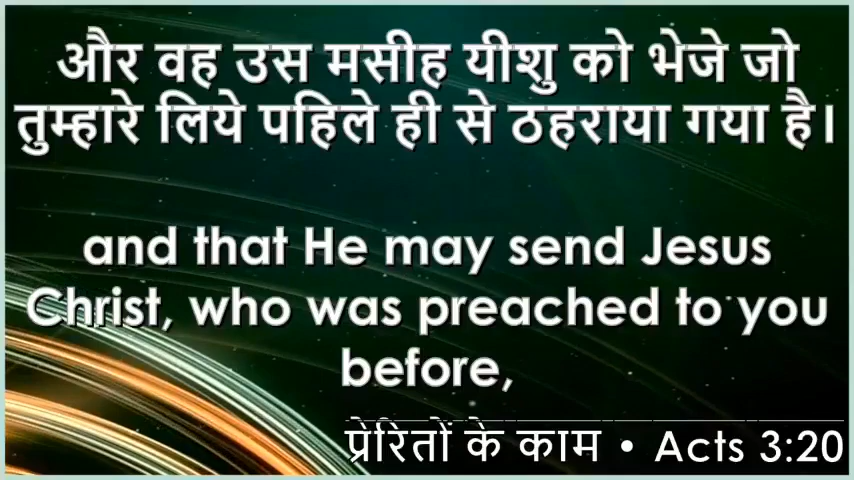 और वह उस मसीह यीशु को भेजे जो
तुम्हारे लिये पहिले ही से ठहराया गया है।
and that He may send Jesus
Christ, who was preached to you
before,
प्रेरितों के काम • Acts 3:20